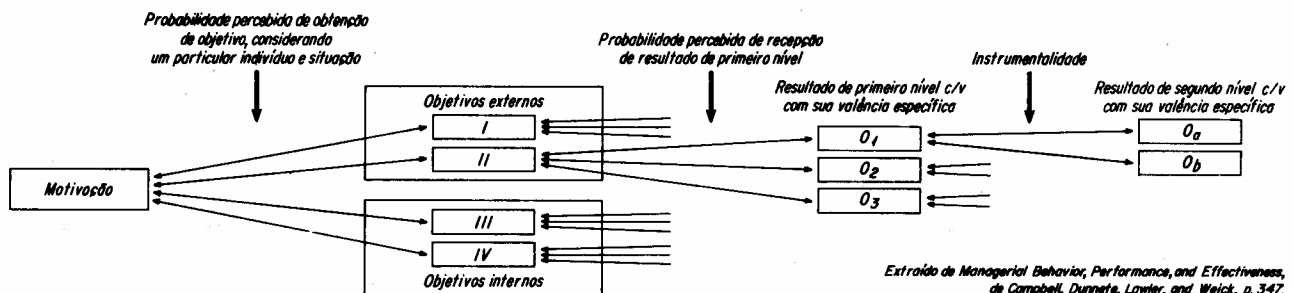 Probabilidade percebida de obtenção
de objetivo, considerando
um particular indivíduo e situação
Probabilidade percebida de recepção
de resultado de primeiro nível
Instrumentalidade
Objetivos externos
I
II
III
IV
Objetivos internos
Motivação
Resultado de primeiro nível c/v
com sua valência específica
O1
O2
O3
Resultado de segundo nível c/v
com sua valência específica
Oa
Ob
Extraído de Managerial Behavior, Performance, and Effectiveness,
de Campbell, Dunnete, Lawler, and Weick, p. 347.